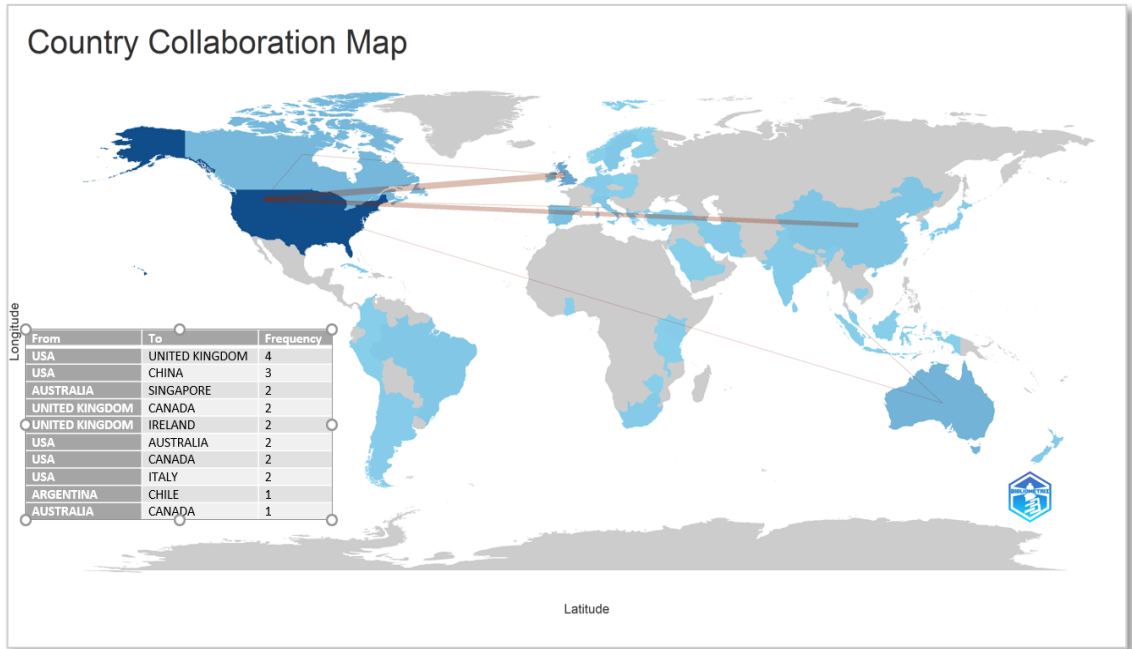 Country Collaboration Map
Longitude
From To Frequency
USA UNITED KINGDOM 4
USA CHINA 3
AUSTRALIA SINGAPORE 2
UNITED KINGDOM CANADA 2
UNITED KINGDOM IRELAND 2
USA AUSTRALIA 2
USA CANADA 2
USA ITALY 2
ARGENTINA CHILE 1
AUSTRALIA CANADA 1
BIBLIOMETRIX
Latitude